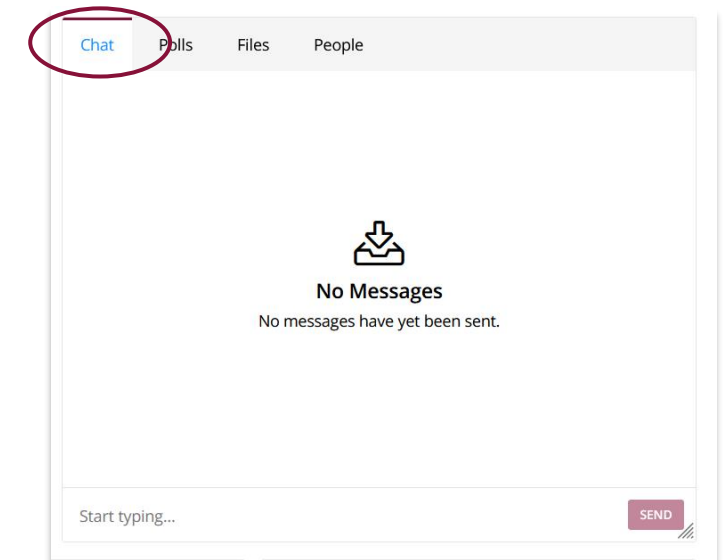 Chat Polls Files People
No Messages
No messages have yet been sent.
Start typing... SEND